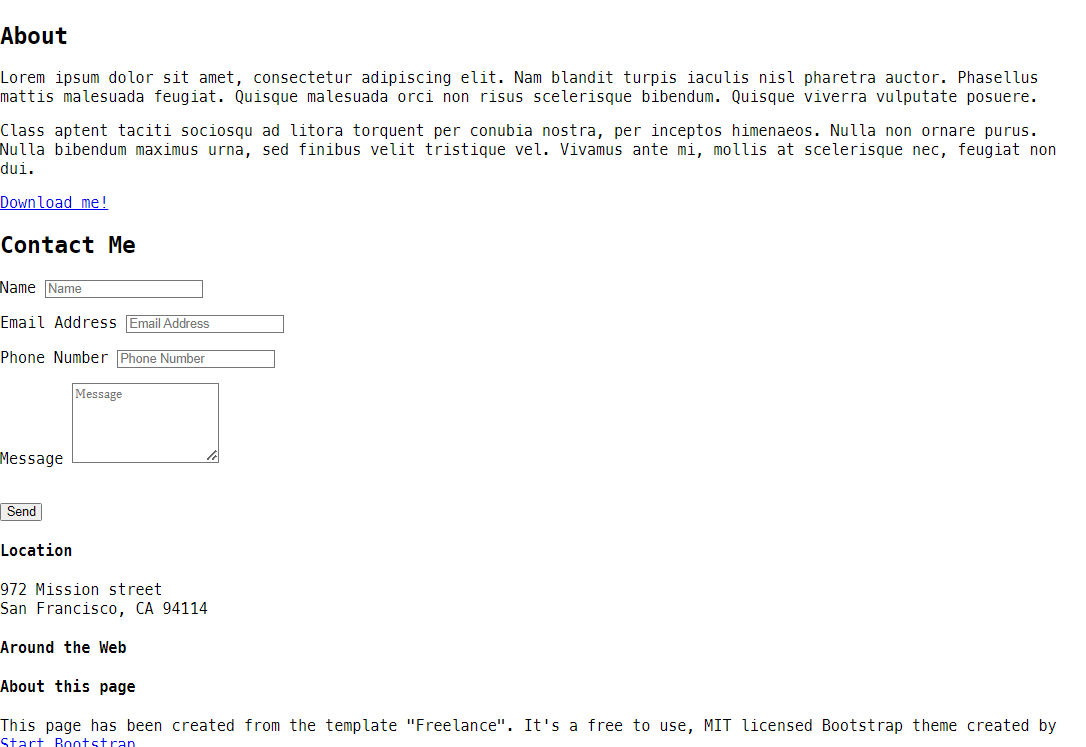 About
Lorem ipsum dolor sit amet, consectetur adipiscing elit. Nam blandit turpis iaculis nisl pharetra auctor. Phasellus
mattis malesuada feugiat. Quisque malesuada orci non risus scelerisque bibendum. Quisque viverra vulputate posuere.
Class aptent taciti sociosqu ad litora torquent per conubia nostra, per inceptos himenaeos. Nulla non ornare purus.
Nulla bibendum maximus urna, sed finibus velit tristique vel. Vivamus ante mi, mollis at scelerisque nec, feugiat non
dui.
Download me!
Contact Me
Name Name
Email Address Email Address
Phone Number Phone Number
Message
Message
Send
Location
972 Mission street
San Francisco, CA 94114
Around the Web
About this page
This page has been created from the template "Freelance". It's a free to use, MIT licensed Bootstrap theme created by
Start Bootstrap